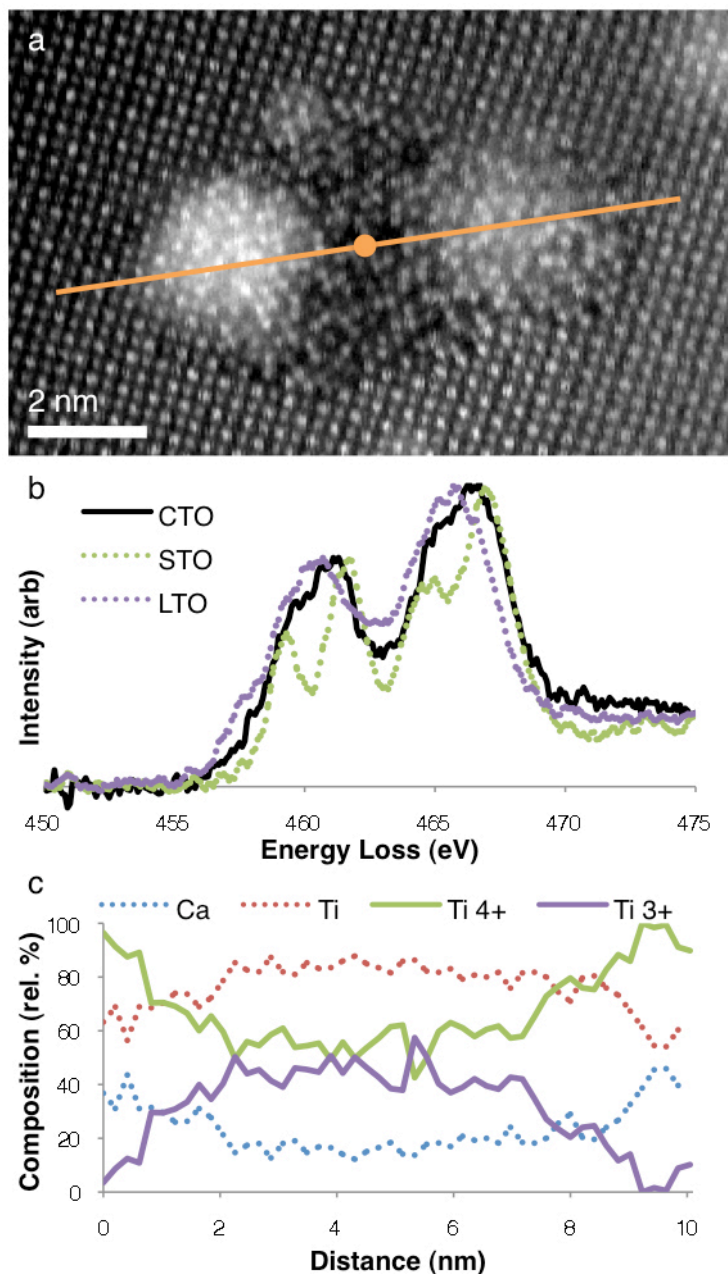 a
2 nm
b
CTO
STO
LTO
Intensity (arb)
450 455 460 465 470 475
Energy Loss (eV)
c
Ca Ti Ti 4+ Ti 3+
Composition (rel. %)
100
80
60
40
20
0
0 2 4 6 8 10
Distance (nm)